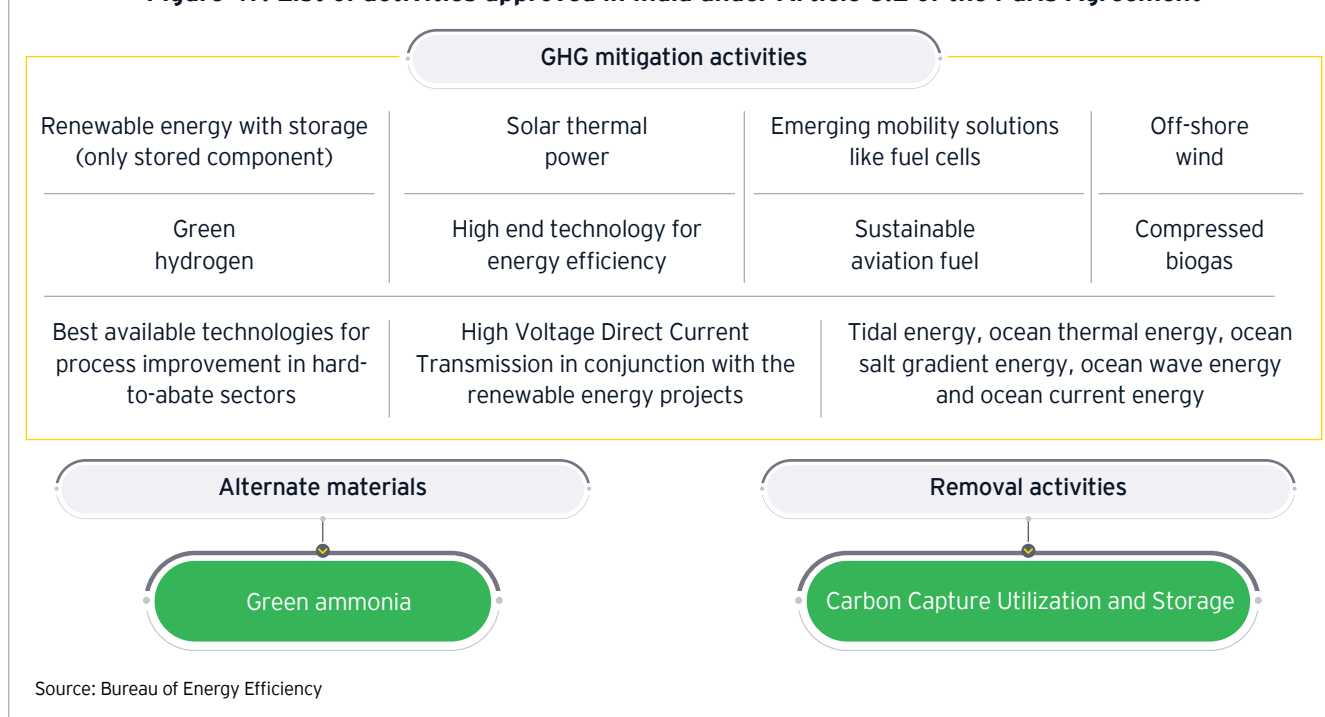 GHG mitigation activities
Renewable energy with storage
(only stored component)
Solar thermal
power
Emerging mobility solutions
like fuel cells
Off-shore
wind
Green
hydrogen
High end technology for
energy efficiency
Sustainable
aviation fuel
Compressed
biogas
Best available technologies for
process improvement in hard-
to-abate sectors
High Voltage Direct Current
Transmission in conjunction with the
renewable energy projects
Tidal energy, ocean thermal energy, ocean
salt gradient energy, ocean wave energy
and ocean current energy
Alternate materials
Removal activities
Green ammonia
Carbon Capture Utilization and Storage
Source: Bureau of Energy Efficiency